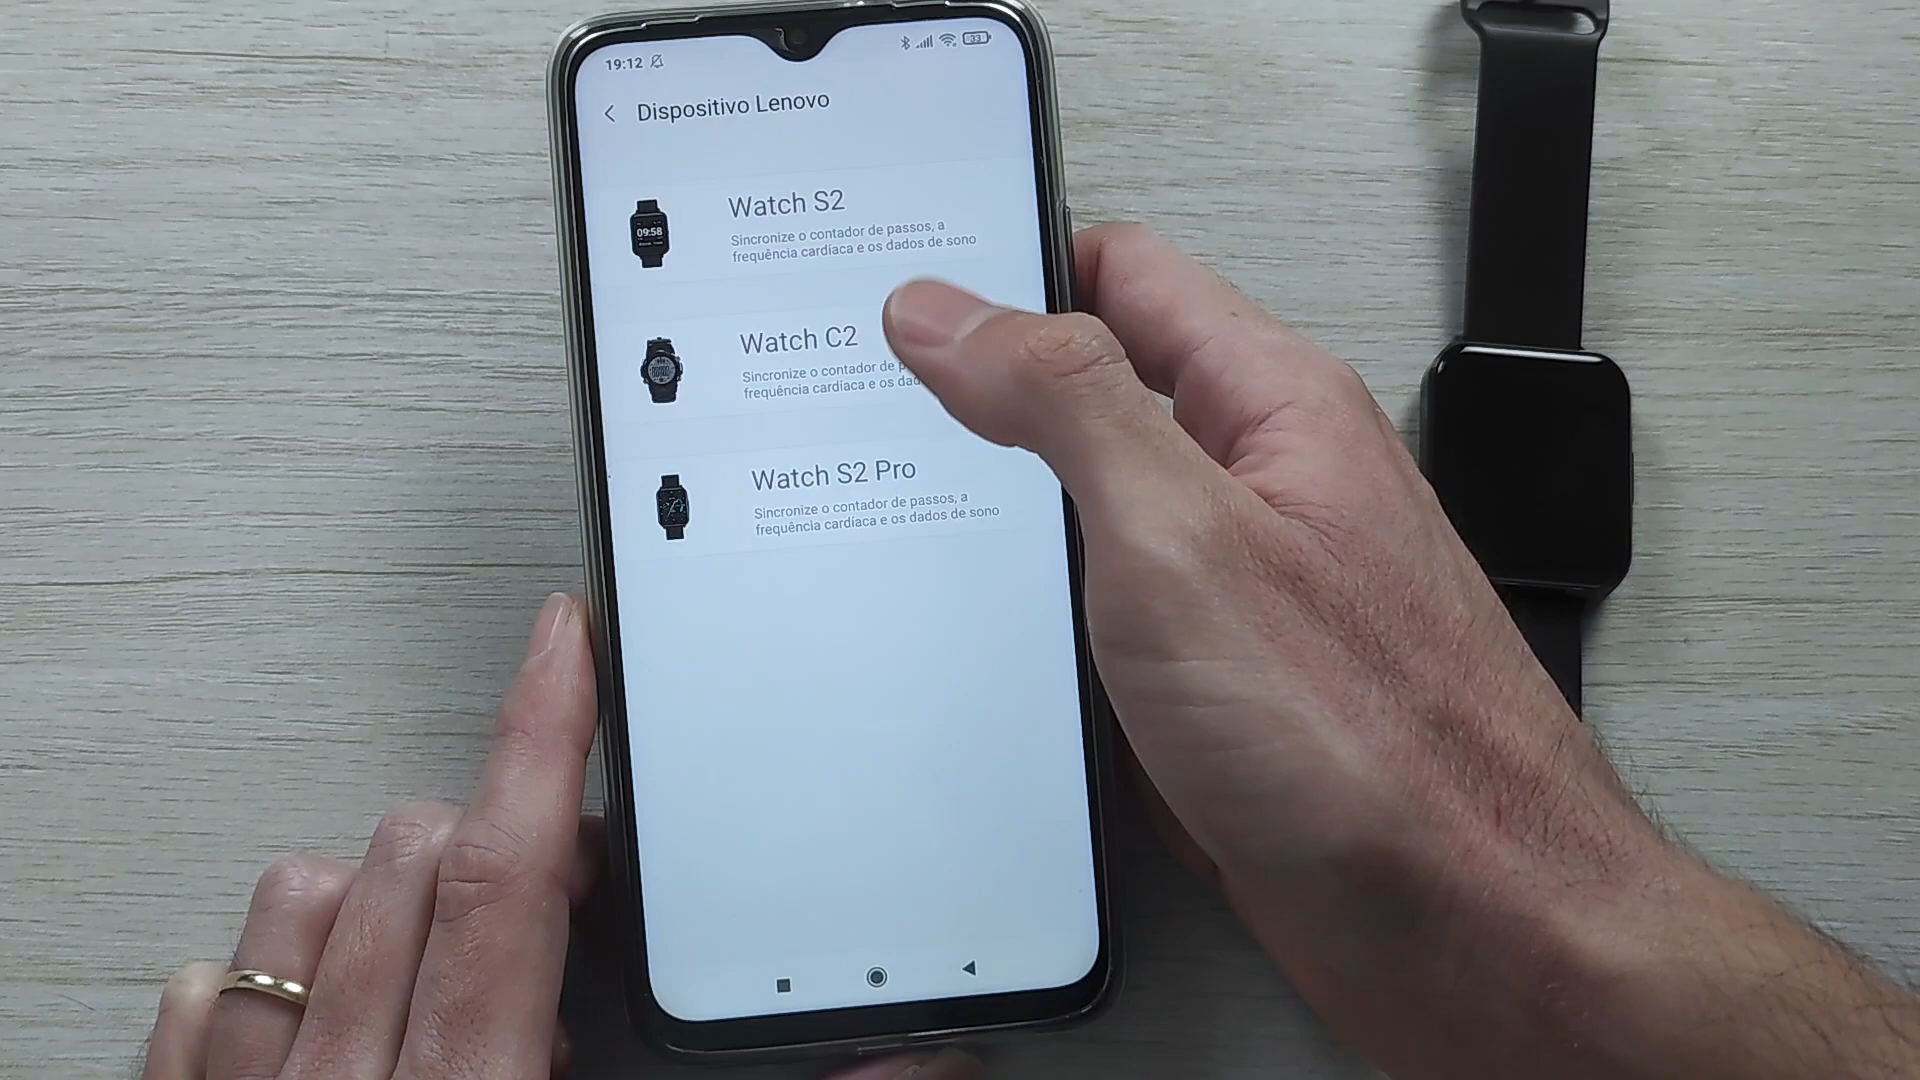 19:12
33
Dispositivo Lenovo
Watch S2
Sincronize o contador de passos, a
frequência cardíaca e os dados de sono
09:58
Watch C2
Sincronize o contador de
frequência cardíaca e os
Watch S2 Pro
Sincronize o contador de passos, a
frequência cardíaca e os dados de sono